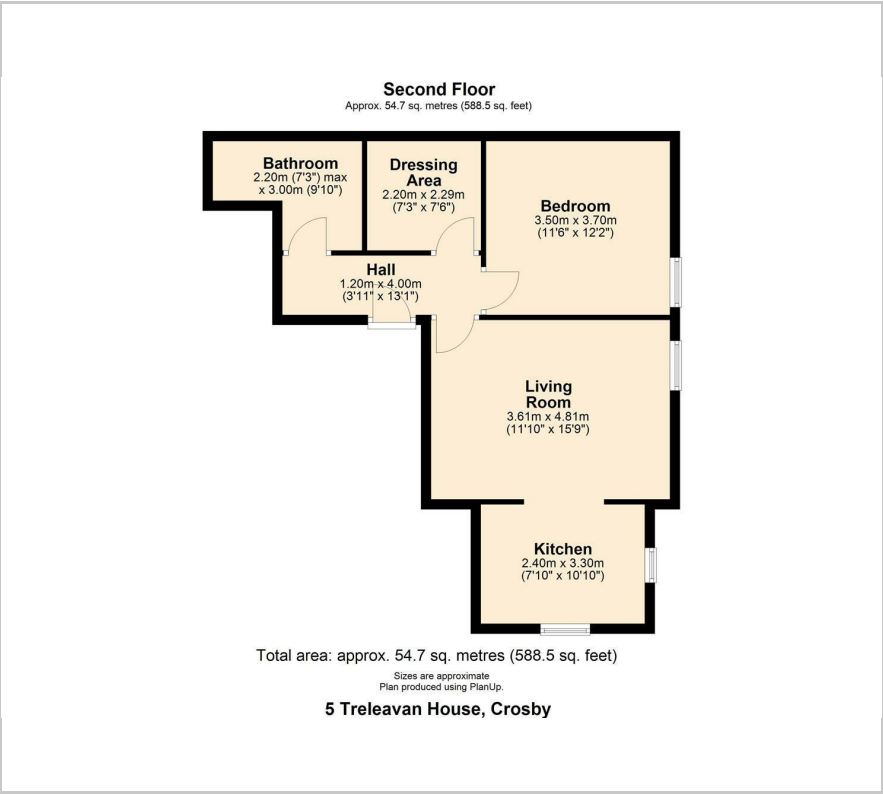 Second Floor
Approx. 54.7 sq. metres (588.5 sq. feet)
Bathroom
2.20m (7'3") max
x 3.00m (9'10")
Dressing
Area
2.20m x 2.29m
(7'3" x 7'6")
Bedroom
3.50m x 3.70m
(11'6" x 12'2")
Hall
1.20m x 4.00m
(3'11" x 13'1")
Living
Room
3.61m x 4.81m
(11'10" x 15'9")
Kitchen
2.40m x 3.30m
(7'10" x 10'10")
Total area: approx. 54.7 sq. metres (588.5 sq. feet)
Sizes are approximate
Plan produced using PlanUp.
5 Treleavan House, Crosby